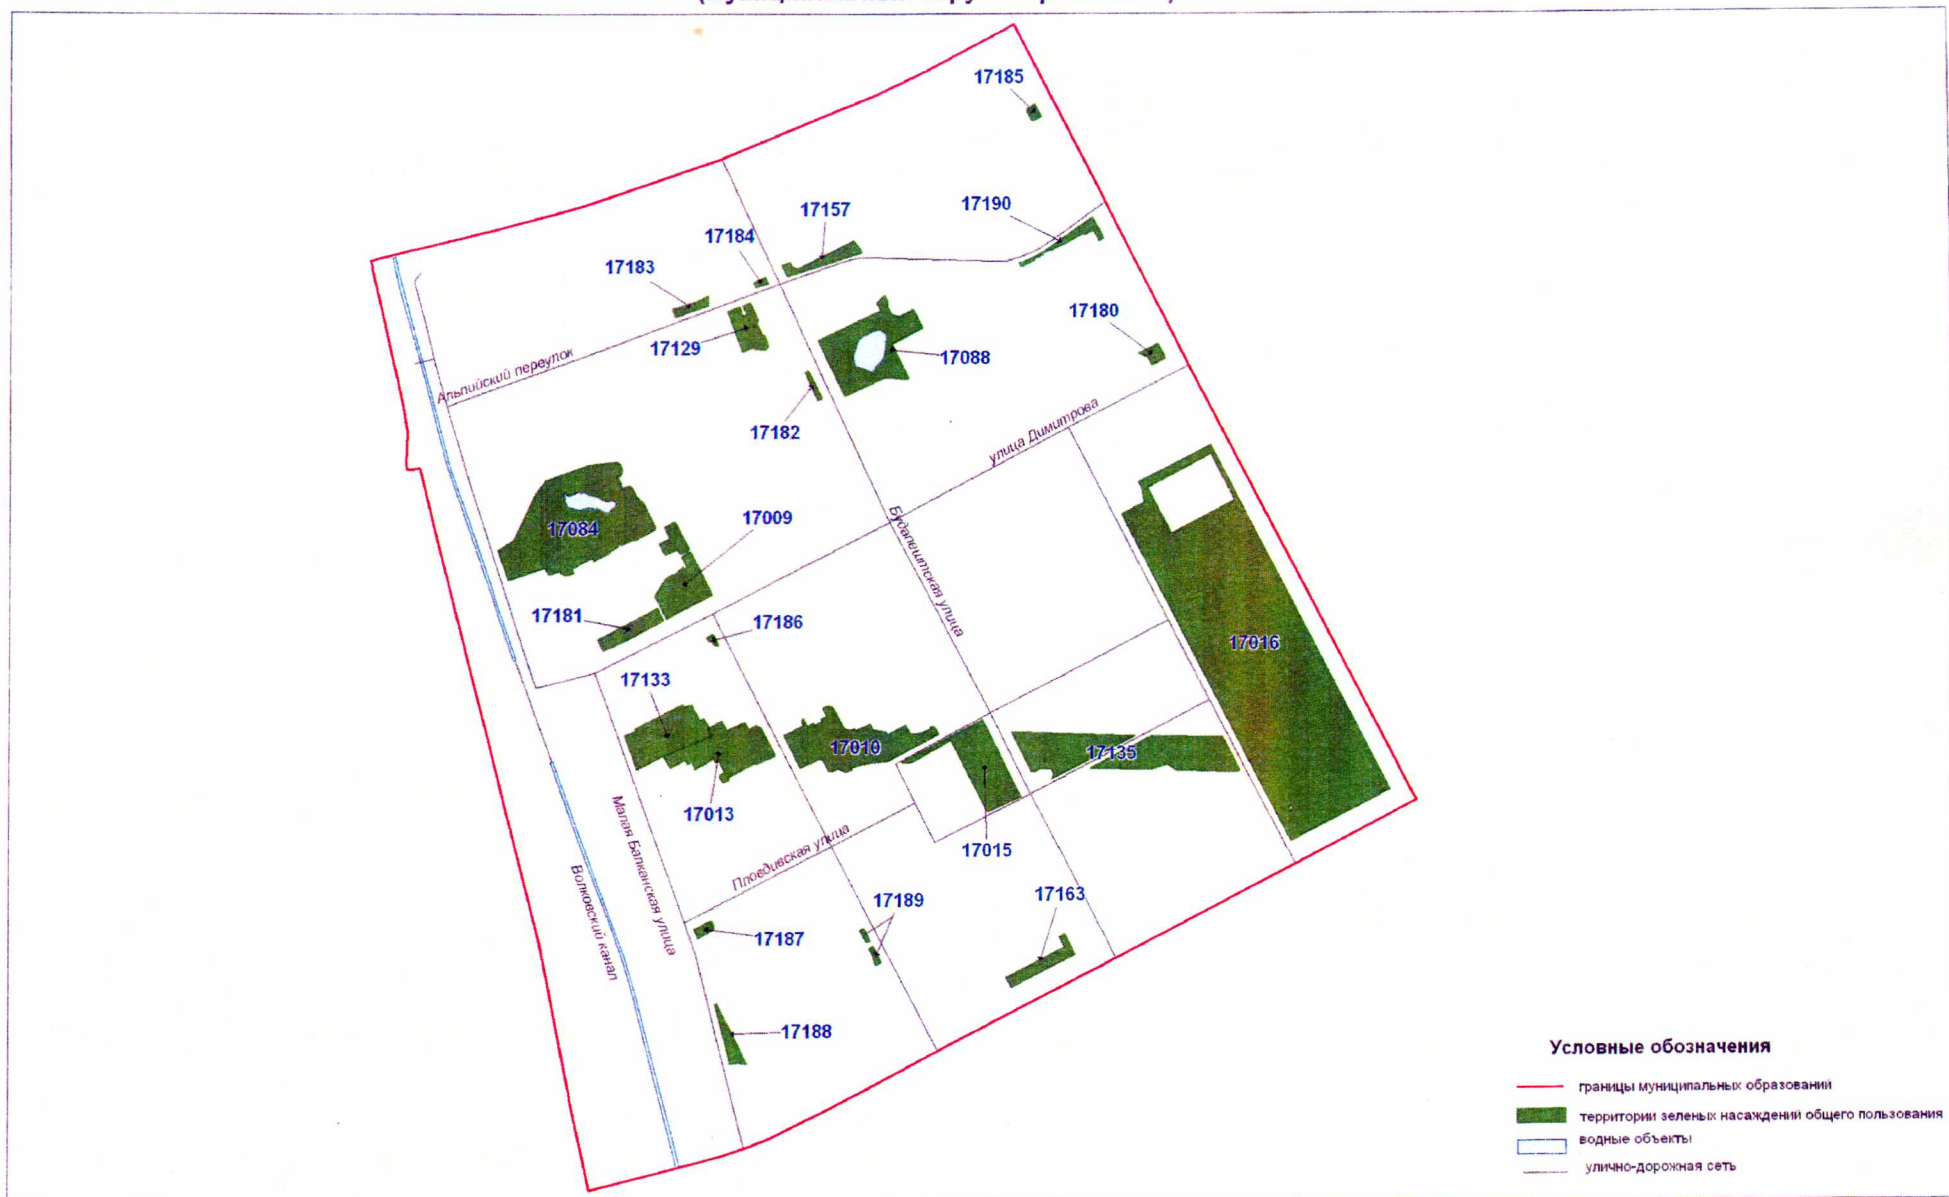 17185
17157
17190
17184
17183
17180
17129
17088
Альпийский переулок
17182
улица Димитрова
17084
17009
Будапештская улица
17181
17186
17016
17133
17010
17135
17013
Малая Балканская улица
Пловдивская улица
17015
Волковский канал
17189
17163
17187
17188
Условные обозначения
границы муниципальных образований
территории зеленых насаждений общего пользования
водные объекты
улично-дорожная сеть